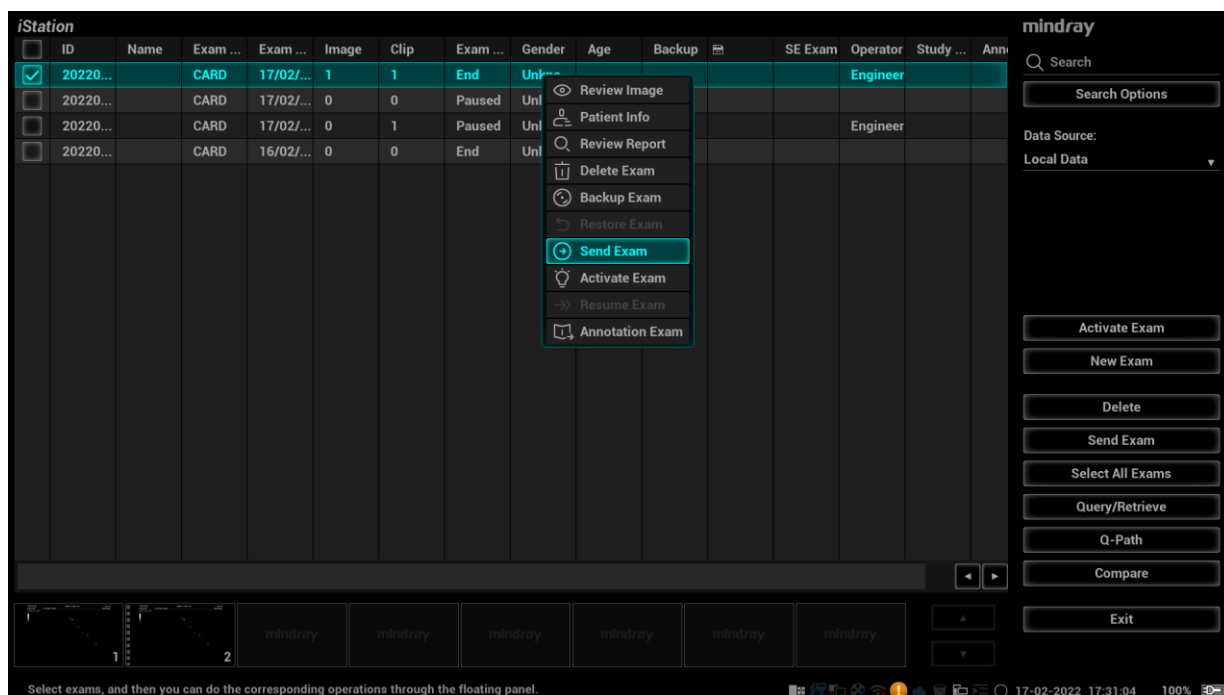 iStation
mindray
ID Name Exam ... Exam ... Image Clip Exam ... Gender Age Backup SE Exam Operator Study ... Ann
Search
20220... CARD 17/02/... 1 1 End Engineer
Review Image
Search Options
20220... CARD 17/02/... 0 0 Paused
Patient Info
20220... CARD 17/02/... 0 1 Paused Engineer
Data Source:
Review Report
20220... CARD 16/02/... 0 0 End
Local Data
Delete Exam
Backup Exam
Restore Exam
Send Exam
Activate Exam
Resume Exam
Annotation Exam
Activate Exam
New Exam
Delete
Send Exam
Select All Exams
Query/Retrieve
Q-Path
Compare
Exit
mindray mindray mindray mindray mindray mindray
1 2
Select exams, and then you can do the corresponding operations through the floating panel.
17-02-2022 17:31:04 100%